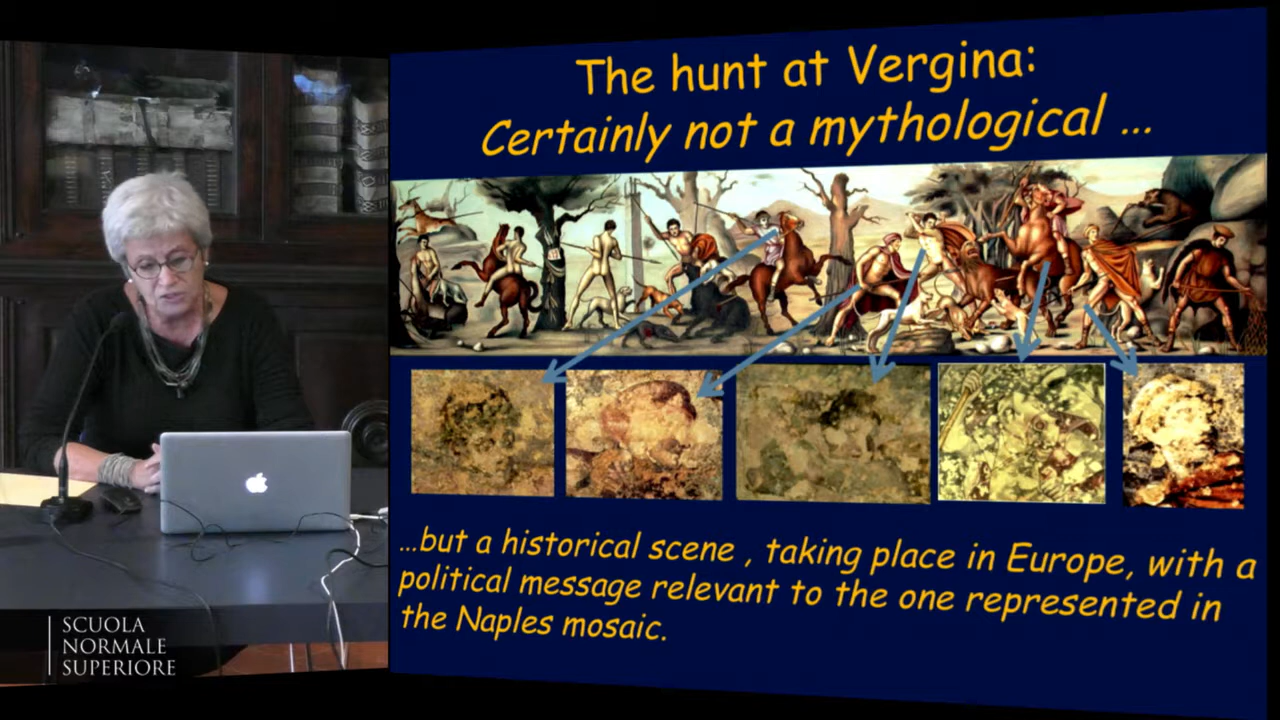 The hunt at Vergina:
Certainly not a mythological ...
...but a historical scene , taking place in Europe, with a
political message relevant to the one represented in
the Naples mosaic.
SCUOLA
NORMALE
SUPERIORE